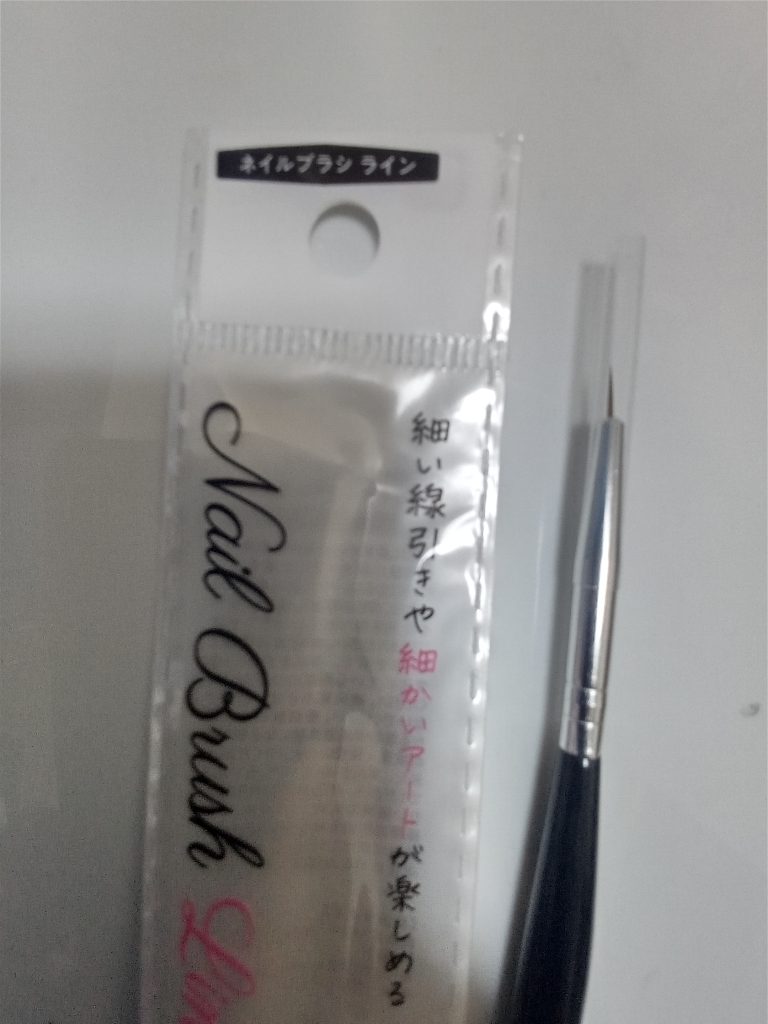 ネイルブラシ ライン
細い線引きや細かいアートが楽しめる
Nail Brush